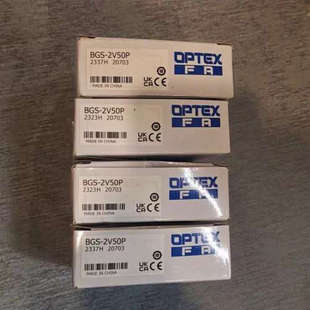 BGS-2V50P
2337H 20703
MADE IN CHINA
UK
CA
CE
OPTEX
FA
BGS-2V50P
2323H 20703
MADE IN CHINA
UK
CA
CE
OPTEX
FA
BGS-2V50P
2323H 20703
MADE IN CHINA
UK
CA
CE
OPTEX
FA
BGS-2V50P
2337H 20703
MADE IN CHINA
UK
CA
CE
OPTEX
FA